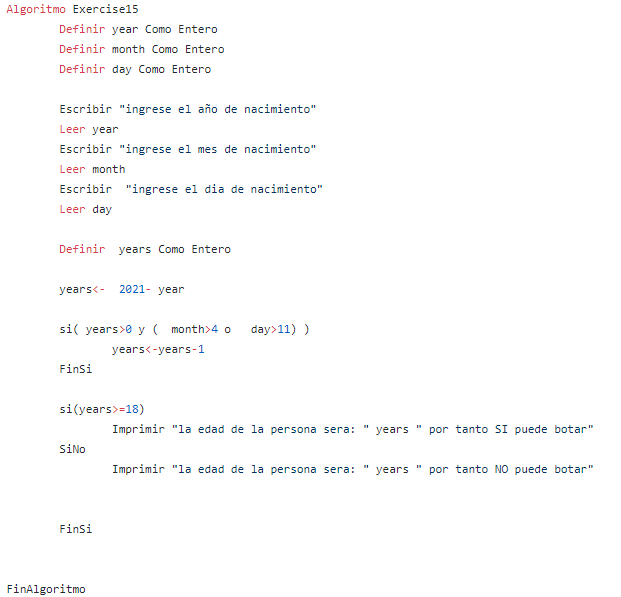 Algoritmo Exercise15
Definir year Como Entero
Definir month Como Entero
Definir day Como Entero
Escribir "ingrese el año de nacimiento"
Leer year
Escribir "ingrese el mes de nacimiento"
Leer month
Escribir  "ingrese el dia de nacimiento"
Leer day
Definir  years Como Entero
years<-  2021- year
si( years>0 y (  month>4 o   day>11) )
years<-years-1
FinSi
si(years>=18)
Imprimir "la edad de la persona sera: " years " por tanto SI puede botar"
SiNo
Imprimir "la edad de la persona sera: " years " por tanto NO puede botar"
FinSi
FinAlgoritmo